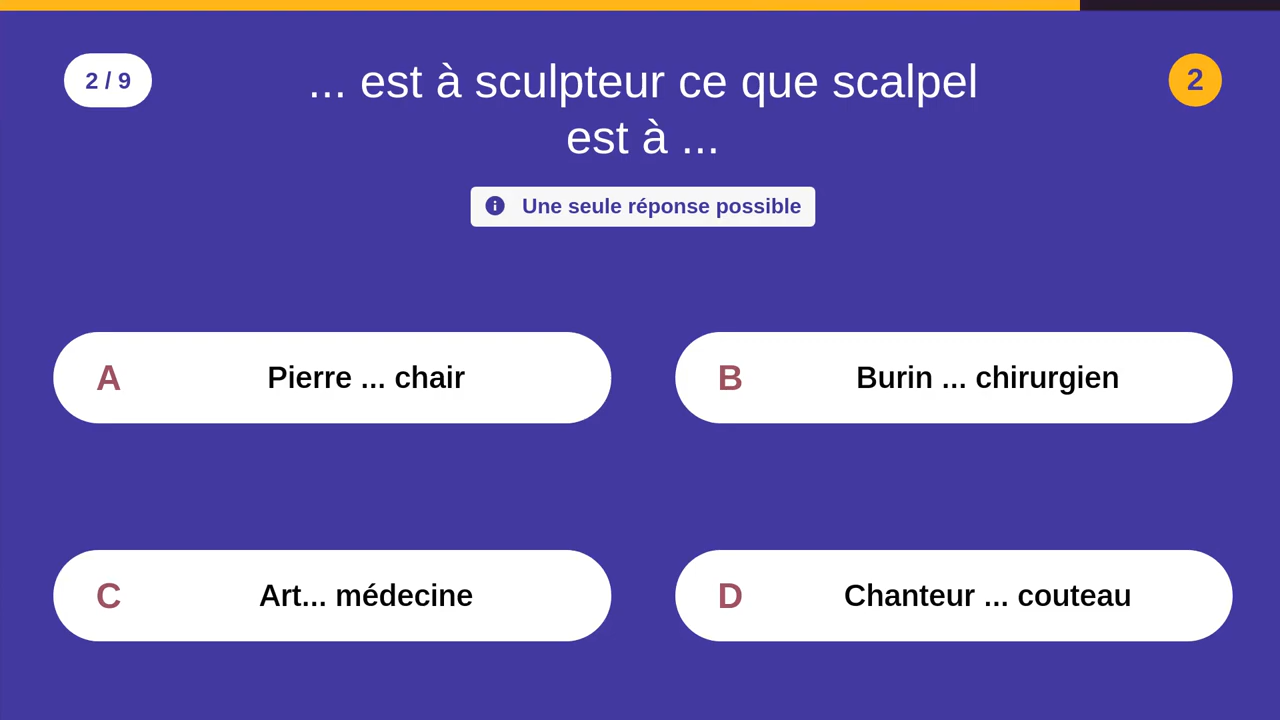 2 / 9
... est à sculpteur ce que scalpel
est à ...
2
Une seule réponse possible
A Pierre ... chair
B Burin ... chirurgien
C Art... médecine
D Chanteur ... couteau